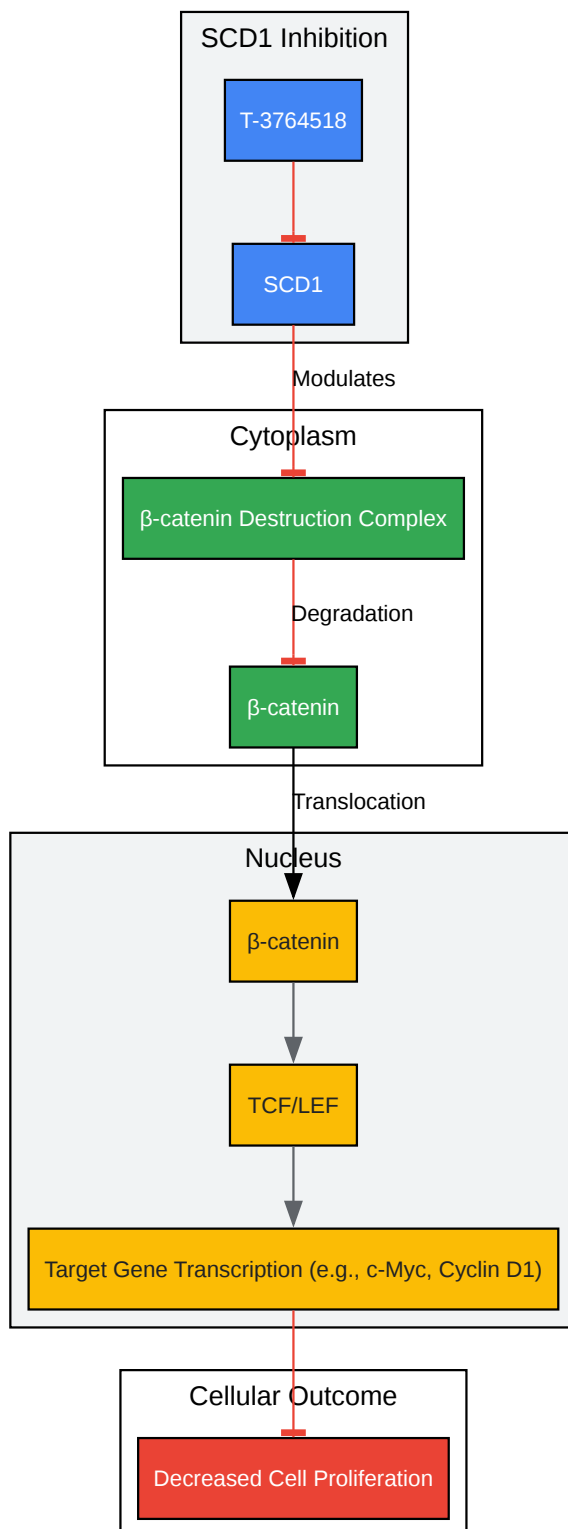 SCD1 Inhibition
T-3764518
SCD1
Modulates
Cytoplasm
β-catenin Destruction Complex
Degradation
β-catenin
Translocation
Nucleus
β-catenin
TCF/LEF
Target Gene Transcription (e.g., c-Myc, Cyclin D1)
Cellular Outcome
Decreased Cell Proliferation